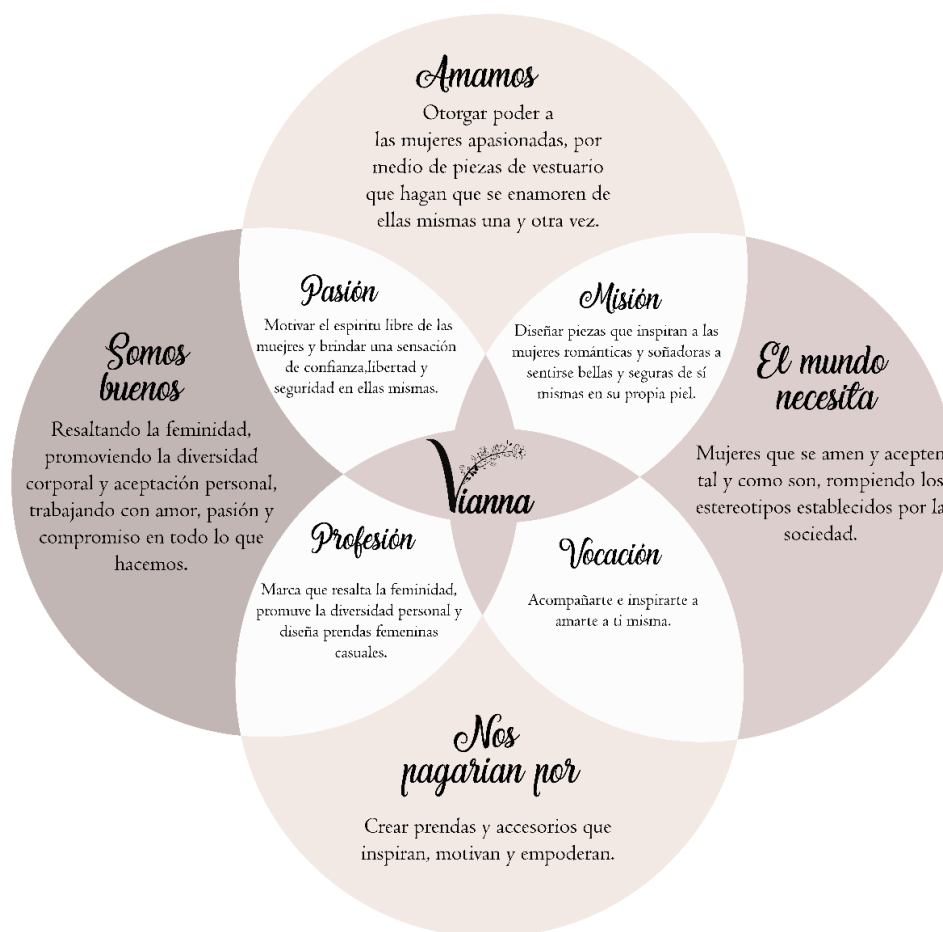 Amamos
Otorgar poder a
las mujeres apasionadas, por
medio de piezas de vestuario
que hagan que se enamoren de
ellas mismas una y otra vez.
Pasión
Motivar el espiritu libre de las
muejres y brindar una sensación
de confianza,libertad y
seguridad en ellas mismas.
Misión
Diseñar piezas que inspiran a las
mujeres románticas y soñadoras a
sentirse bellas y seguras de sí
mismas en su propia piel.
Somos
buenos
Resaltando la feminidad,
promoviendo la diversidad
corporal y aceptación personal,
trabajando con amor, pasión y
compromiso en todo lo que
hacemos.
El mundo
necesita
Mujeres que se amen y acepten
tal y como son, rompiendo los
estereotipos establecidos por la
sociedad.
Vianna
Profesión
Marca que resalta la feminidad,
promuve la diversidad personal y
diseña prendas femeninas
casuales.
Vocación
Acompañarte e inspirarte a
amarte a ti misma.
Nos
pagarian por
Crear prendas y accesorios que
inspiran, motivan y empoderan.